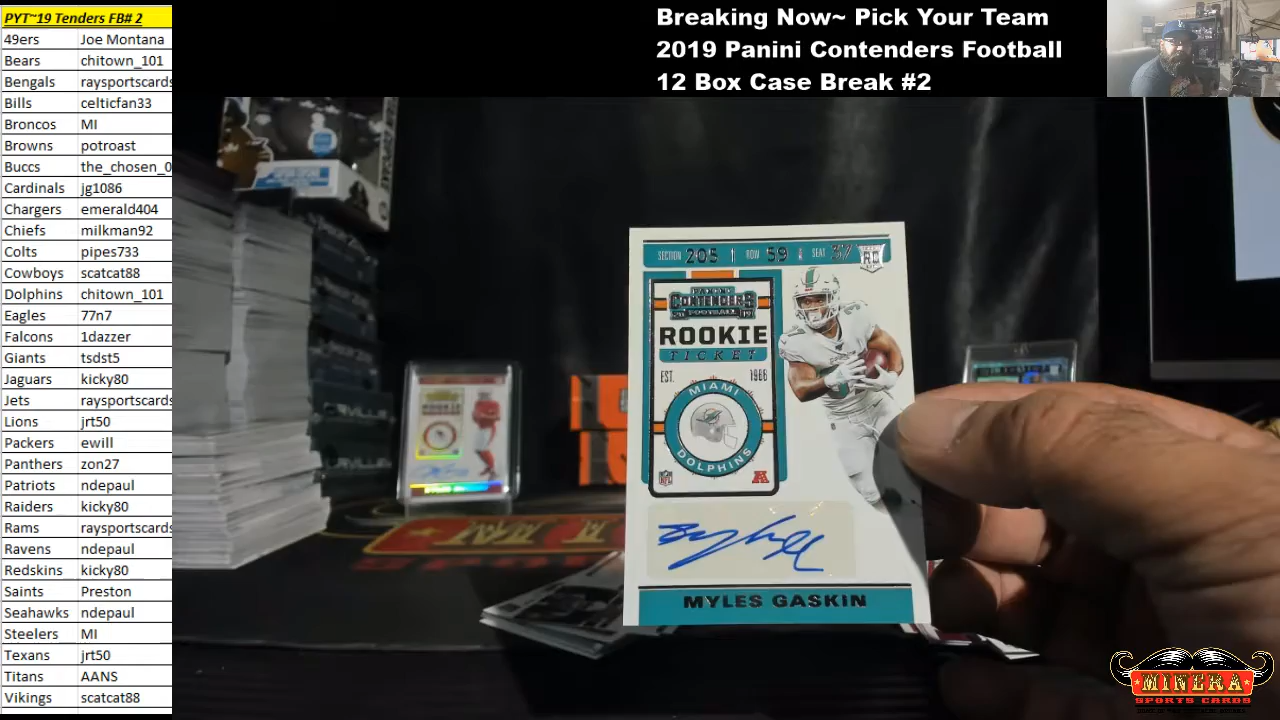 PYT~19 Tenders FB# 2
49ers Joe Montana
Bears chitown_101
Bengals raysportscards
Bills celticfan33
Broncos MI
Browns potroast
Buccs the_chosen_0
Cardinals jg1086
Chargers emerald404
Chiefs milkman92
Colts pipes733
Cowboys scatcat88
Dolphins chitown_101
Eagles 77n7
Falcons 1dazzer
Giants tsdst5
Jaguars kicky80
Jets raysportscards
Lions jrt50
Packers ewill
Panthers zon27
Patriots ndepaul
Raiders kicky80
Rams raysportscards
Ravens ndepaul
Redskins kicky80
Saints Preston
Seahawks ndepaul
Steelers MI
Texans jrt50
Titans AANS
Vikings scatcat88
Breaking Now~ Pick Your Team
2019 Panini Contenders Football
12 Box Case Break #2
SECTION 205 ROW 59 SEAT 37 RC
PANINI
CONTENDERS
20 FOOTBALL 19
ROOKIE
TICKET
EST. 1966
MIAMI
DOLPHINS
NFL A
MYLES GASKIN
MINERA
SPORTS CARDS